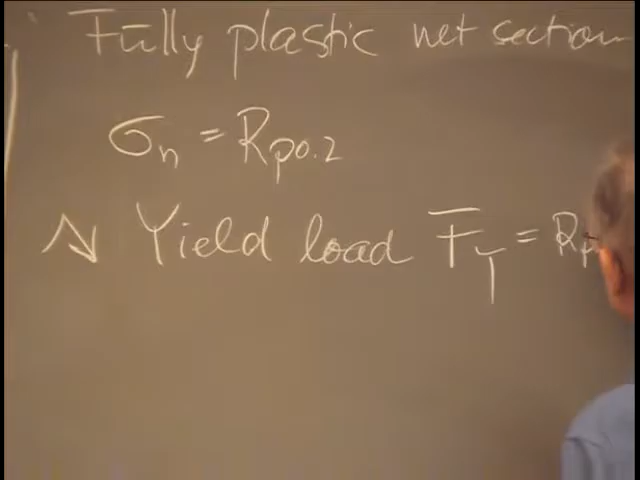 Fully plastic net section
σn = Rp0.2
Yield load FY = Rp